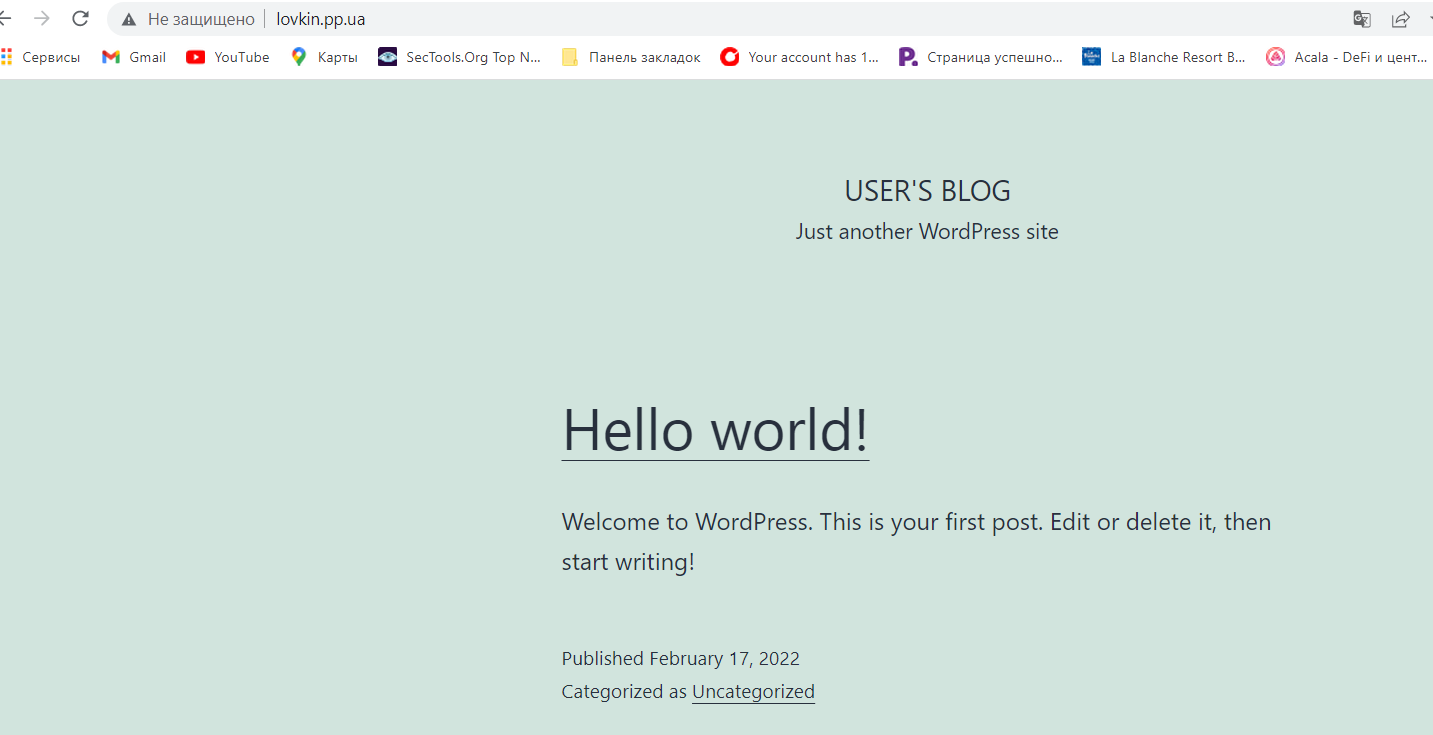 Не защищено lovkin.pp.ua
Сервисы Gmail YouTube Карты SecTools.Org Top N... Панель закладок Your account has 1... Страница успешно... La Blanche Resort B... Acala - DeFi и цент...
USER'S BLOG
Just another WordPress site
Hello world!
Welcome to WordPress. This is your first post. Edit or delete it, then
start writing!
Published February 17, 2022
Categorized as Uncategorized